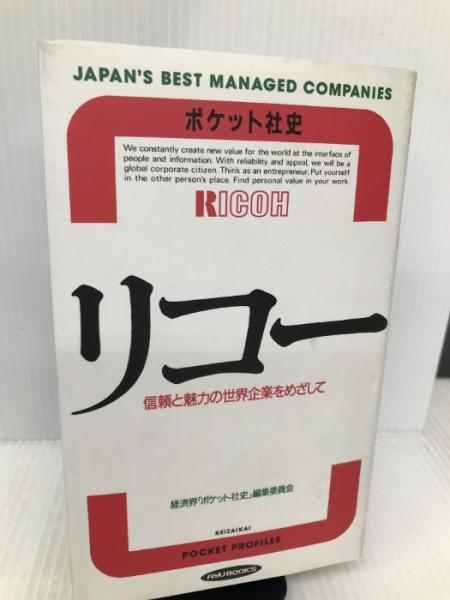 JAPAN'S BEST MANAGED COMPANIES
ポケット社史
We constantly create new value for the world at the interface of
people and information. With reliability and appeal, we will be a
global corporate citizen. Think as an entrepreneur. Put yourself
in the other person's place. Find personal value in your work.
RICOH
リコー
信頼と魅力の世界企業をめざして
経済界「ポケット社史」編集委員会
KEIZAIKAI
POCKET PROFILES
RYU BOOKS